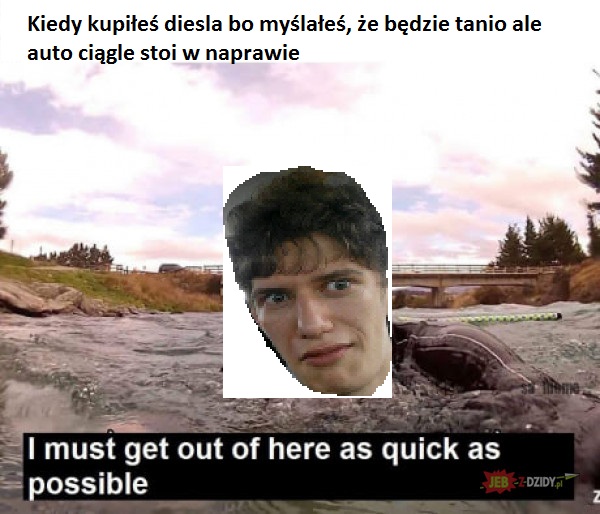 Kiedy kupiłeś diesla bo myślałeś, że będzie tanio ale
auto ciągle stoi w naprawie
I must get out of here as quick as
possible
JEB-Z-DZIDY.pl